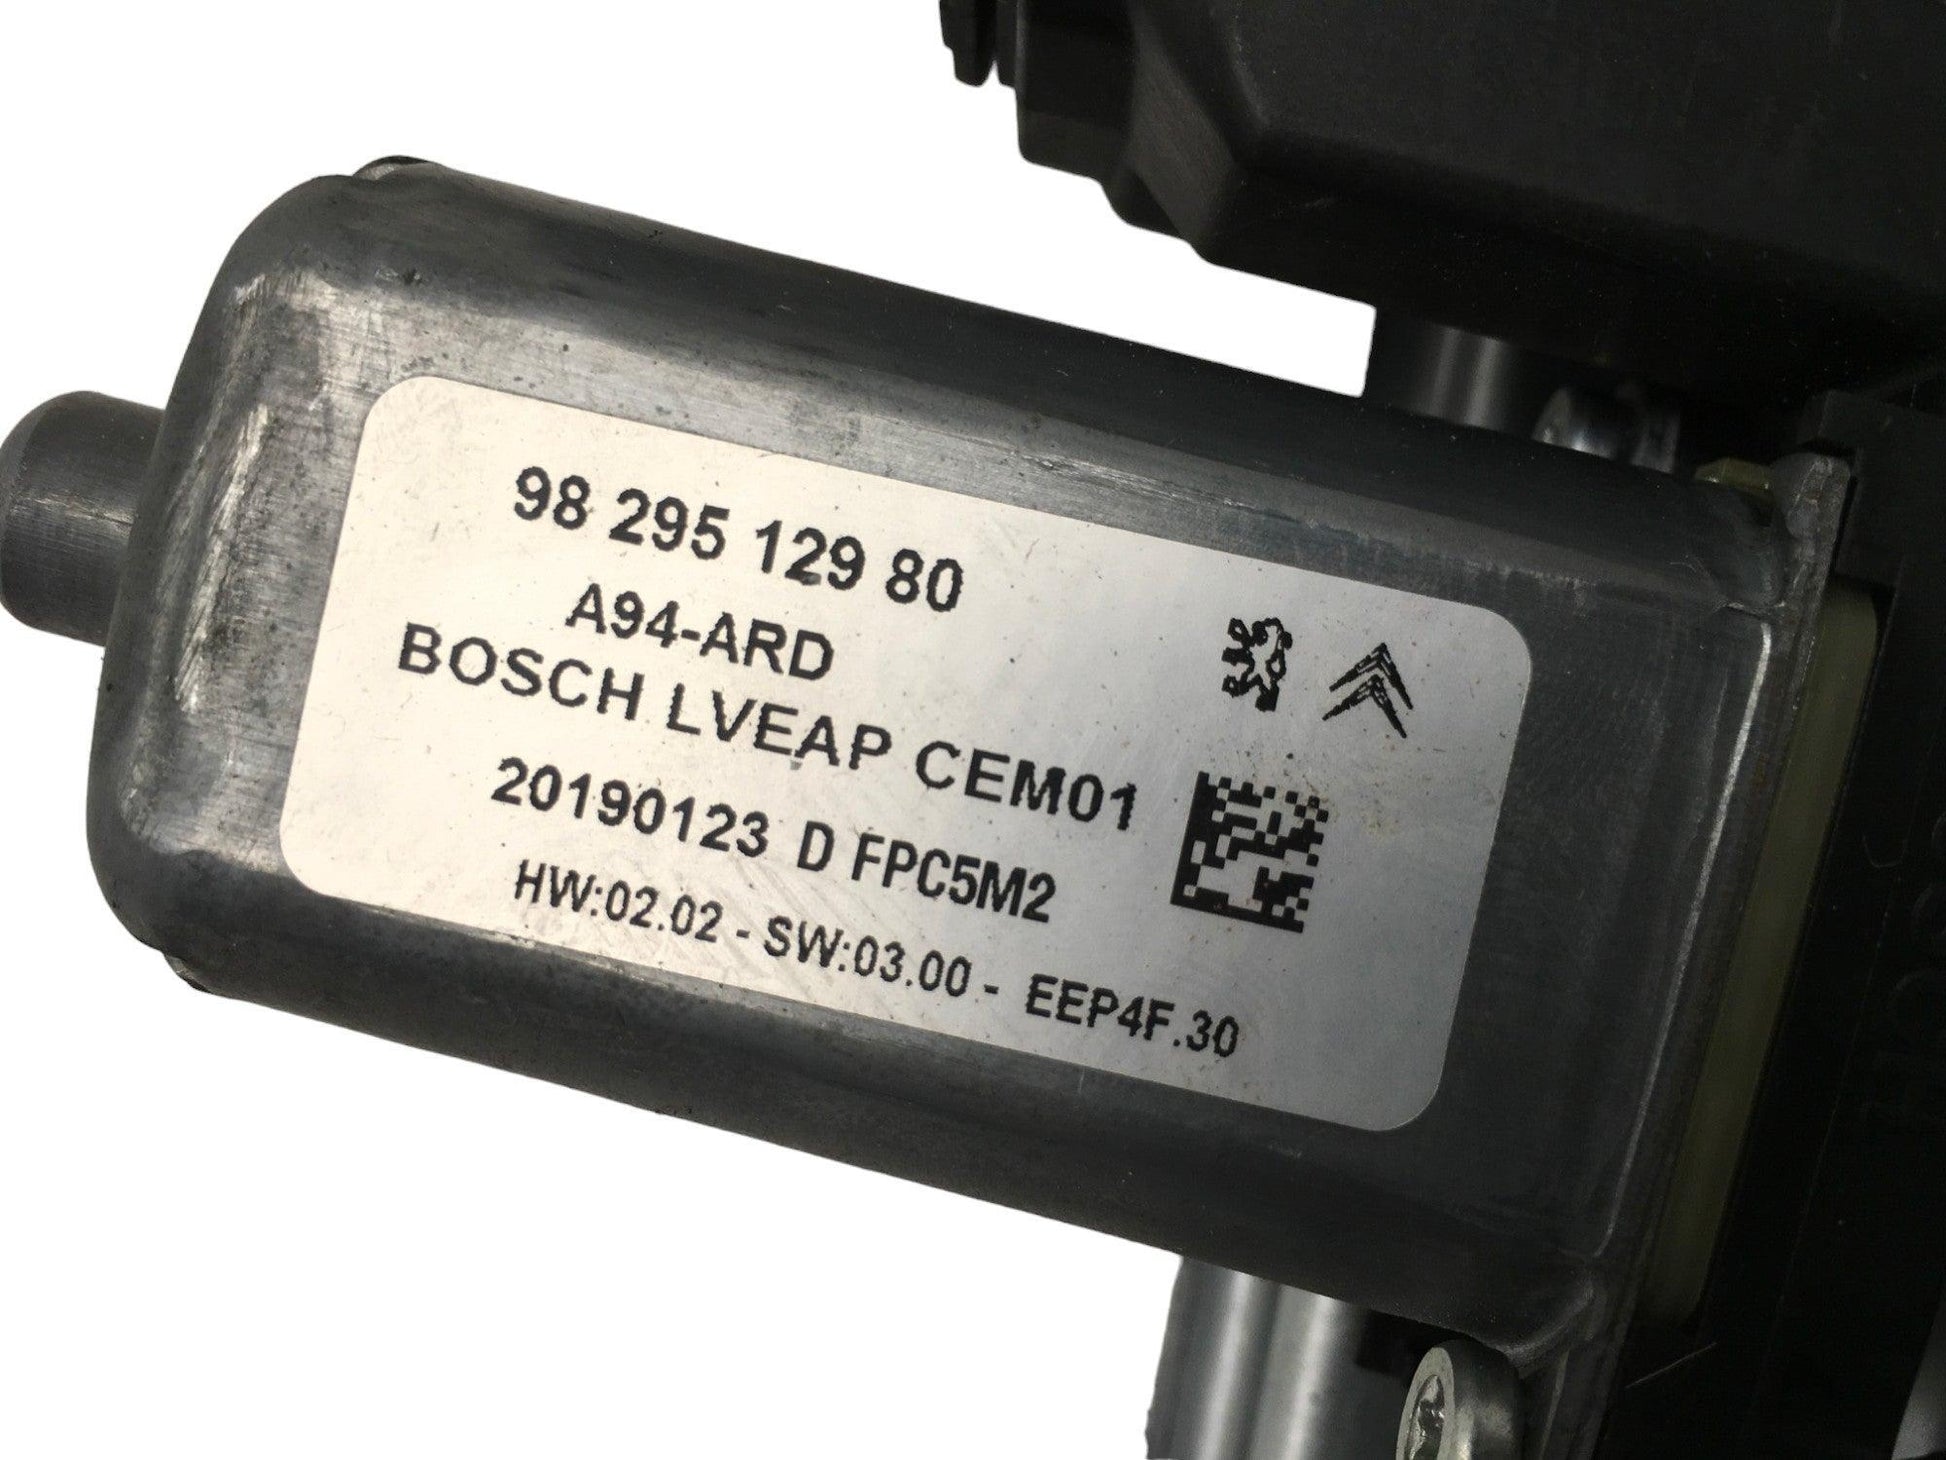 98 295 129 80
A94-ARD
BOSCH LVEAP CEM01
20190123 D FPC5M2
HW:02.02 - SW:03.00 - EEP4F.30